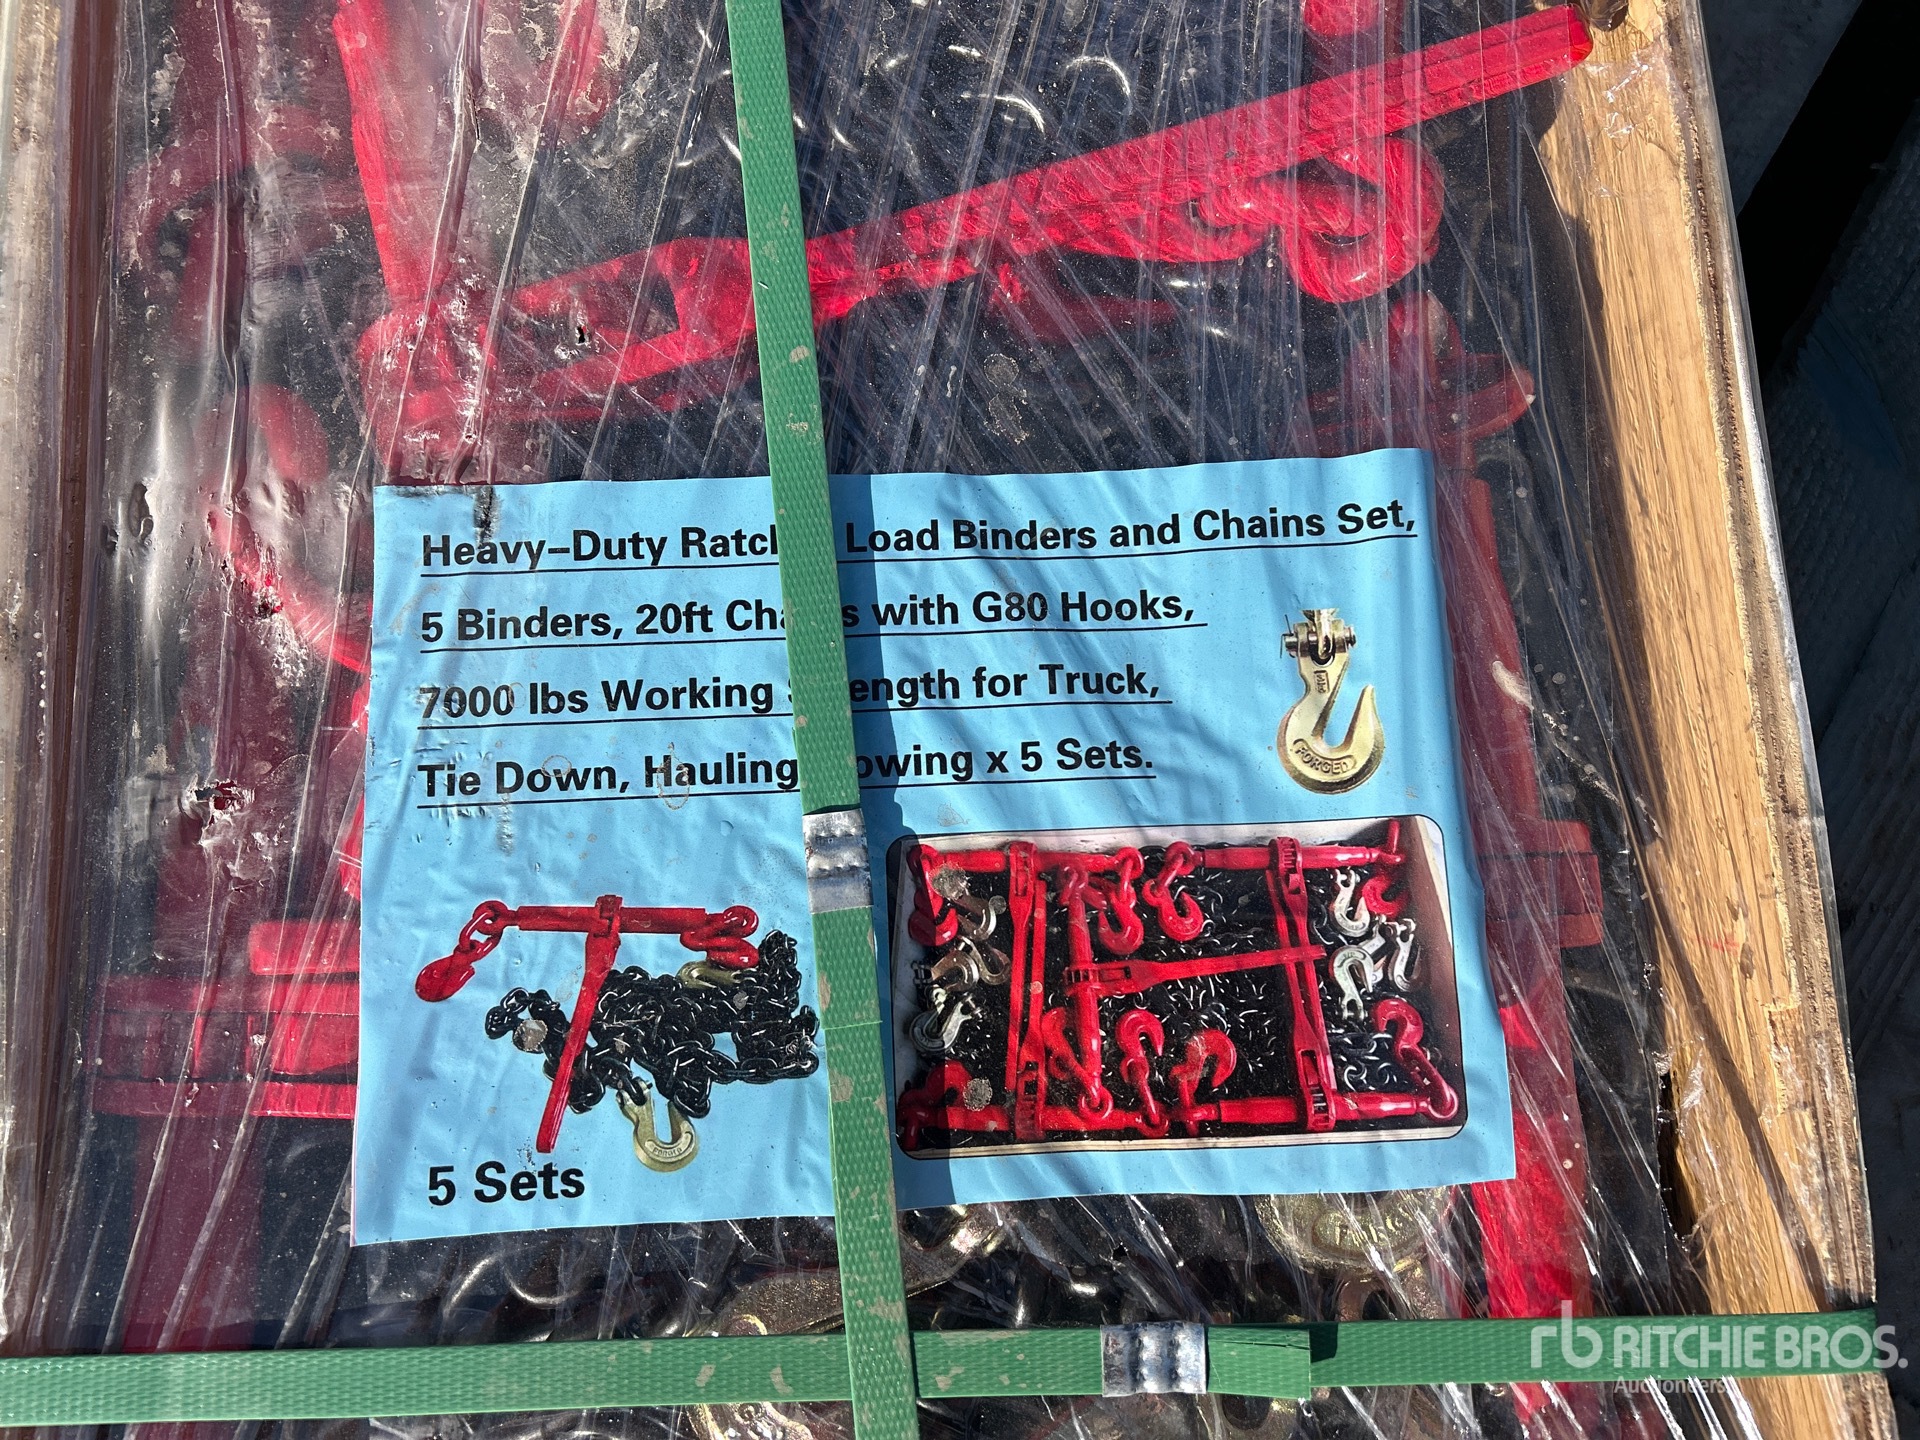 Heavy-Duty Ratch Load Binders and Chains Set,
5 Binders, 20ft Cha s with G80 Hooks,
7000 lbs Working S ength for Truck,
Tie Down, Hauling owing x 5 Sets.
FORGED
5 Sets
rb RITCHIE BROS.
Auctioneers